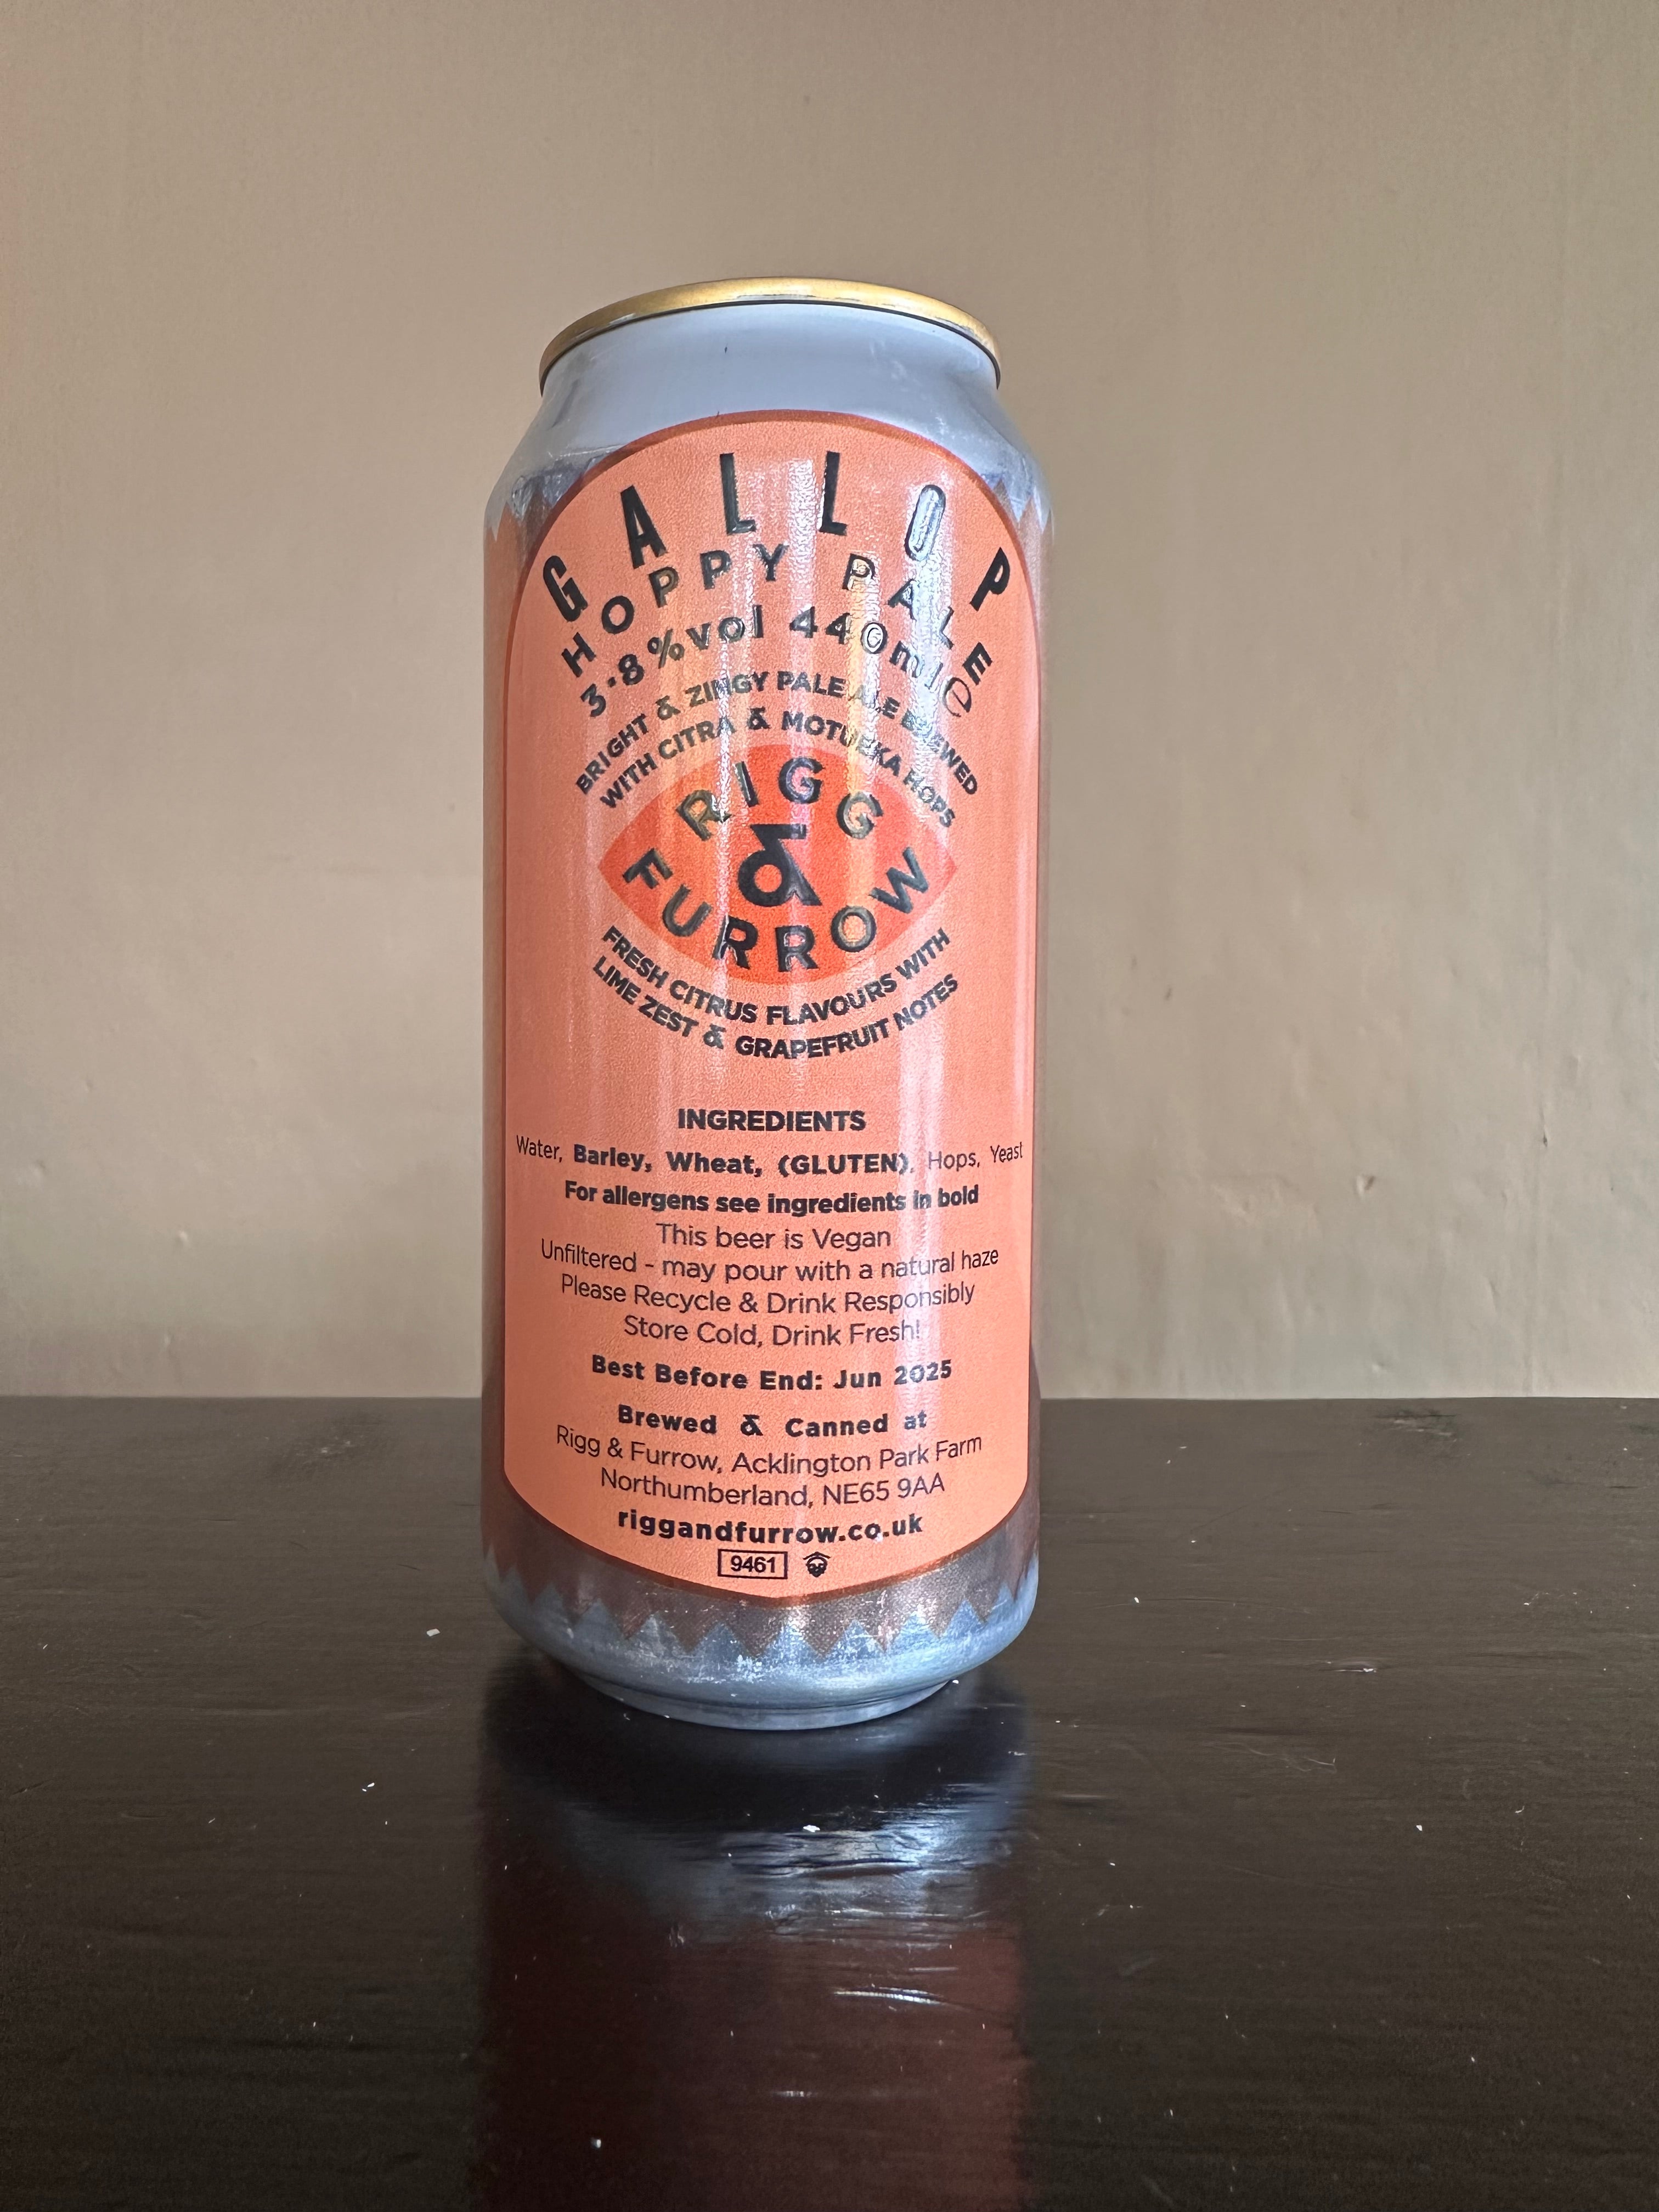 GALLOP
HOPPY PALE
3.8%vol 440ml℮
BRIGHT & ZINGY PALE ALE BREWED
WITH CITRA & MOTUEKA HOPS
RIGG
&
FURROW
FRESH CITRUS FLAVOURS WITH
LIME ZEST & GRAPEFRUIT NOTES
INGREDIENTS
Water, Barley, Wheat, (GLUTEN), Hops, Yeast
For allergens see ingredients in bold
This beer is Vegan
Unfiltered - may pour with a natural haze
Please Recycle & Drink Responsibly
Store Cold, Drink Fresh!
Best Before End: Jun 2025
Brewed & Canned at
Rigg & Furrow, Acklington Park Farm
Northumberland, NE65 9AA
riggandfurrow.co.uk
9461